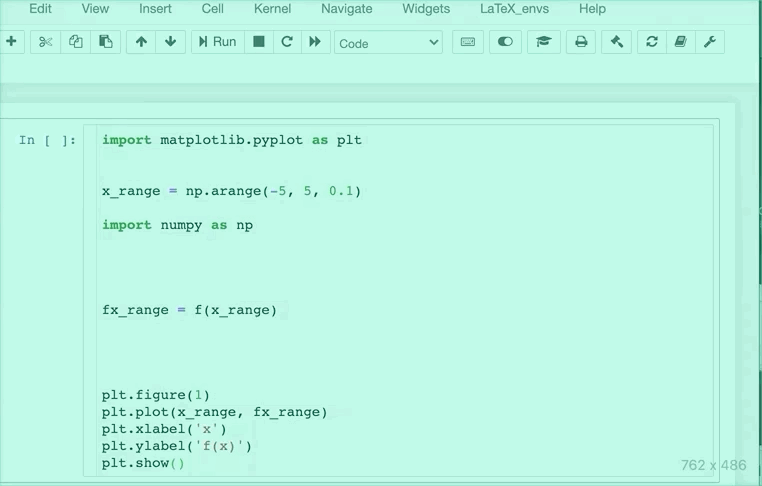 Edit View Insert Cell Kernel Navigate Widgets LaTeX_envs Help
Run Code
In [ ]: import matplotlib.pyplot as plt
x_range = np.arange(-5, 5, 0.1)
import numpy as np
fx_range = f(x_range)
plt.figure(1)
plt.plot(x_range, fx_range)
plt.xlabel('x')
plt.ylabel('f(x)')
plt.show()
762 x 486